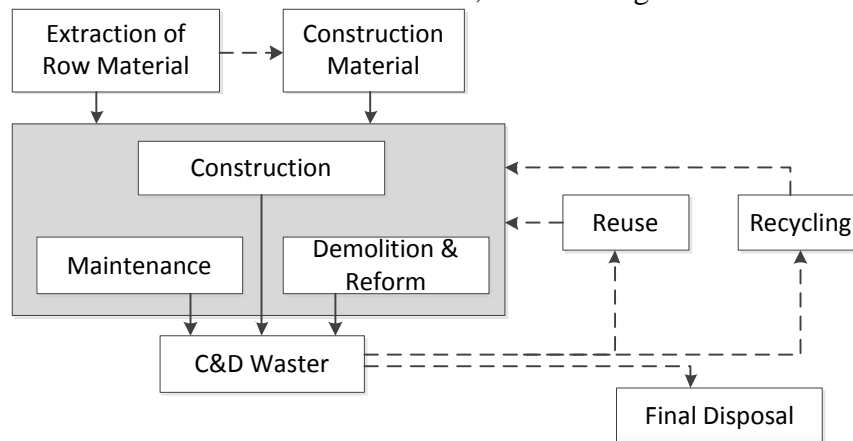 ,
Extraction of
Row Material
Construction
Material
Construction
Maintenance
Demolition &
Reform
Reuse
Recycling
C&D Waster
Final Disposal